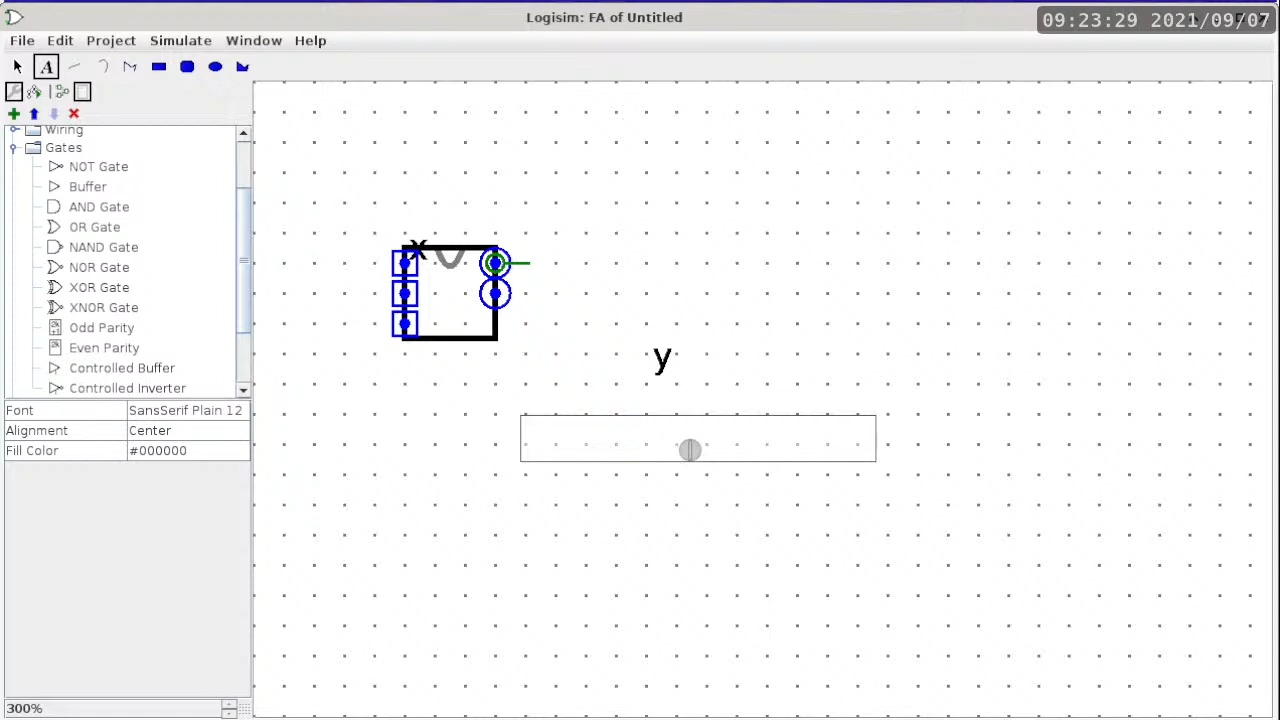 Logisim: FA of Untitled
09:23:29 2021/09/07
File Edit Project Simulate Window Help
A
Wiring
Gates
NOT Gate
Buffer
AND Gate
OR Gate
NAND Gate
NOR Gate
XOR Gate
XNOR Gate
Odd Parity
Even Parity
Controlled Buffer
Controlled Inverter
Font SansSerif Plain 12
Alignment Center
Fill Color #000000
300%
x
y